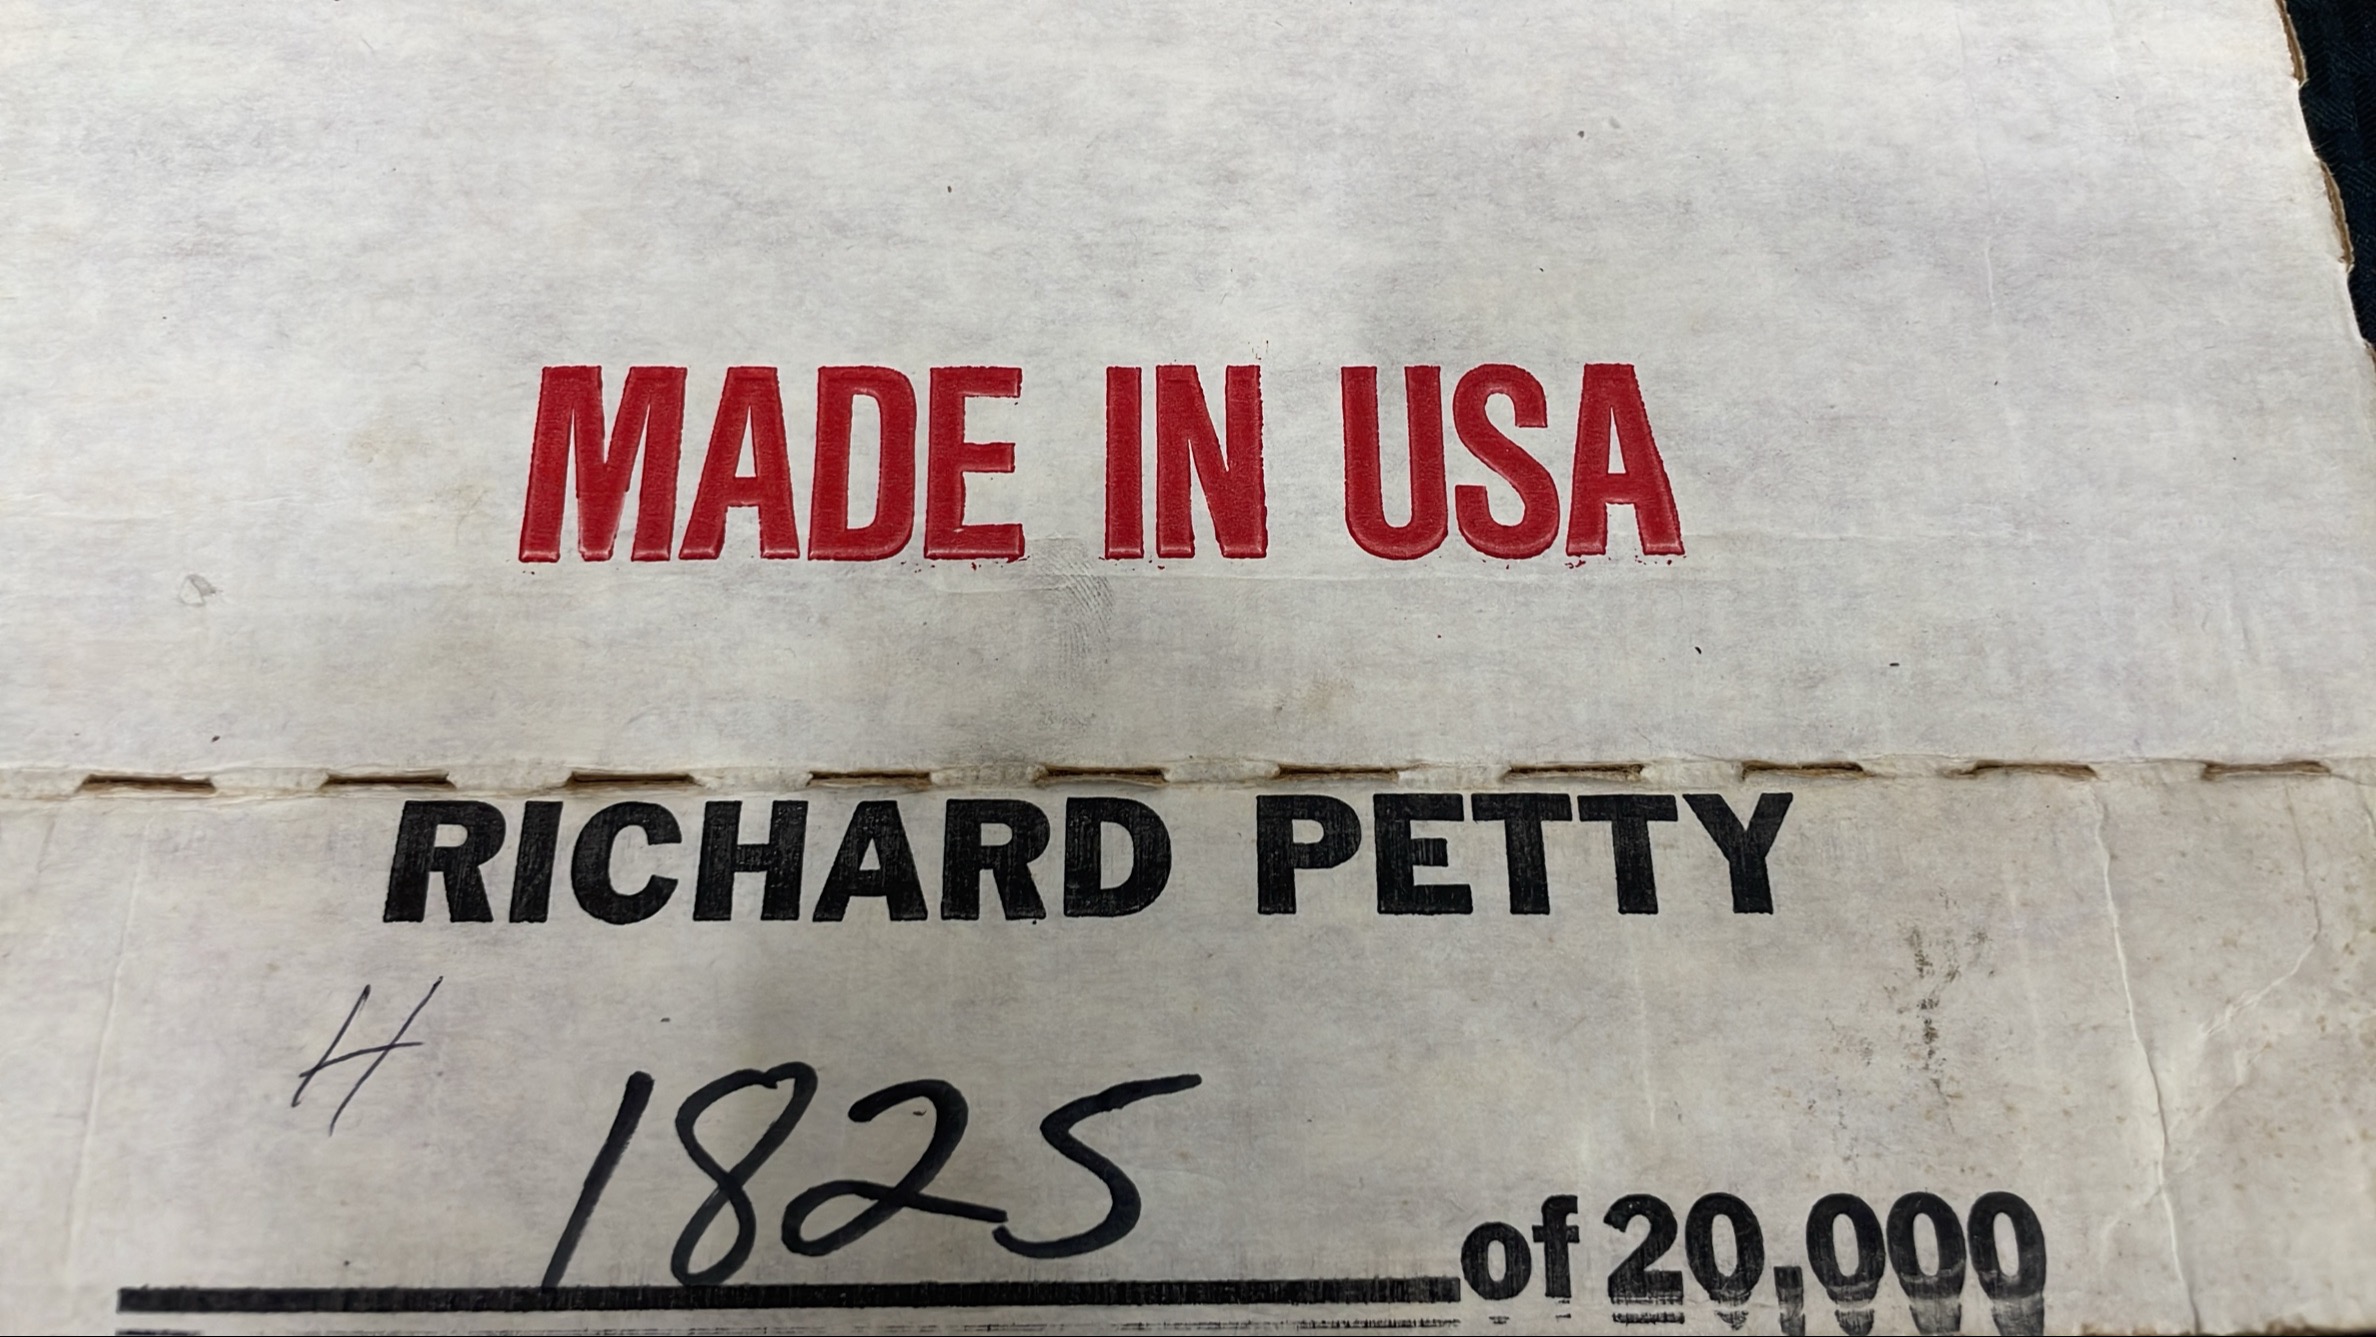 MADE IN USA
RICHARD PETTY
H
1825 of 20,000